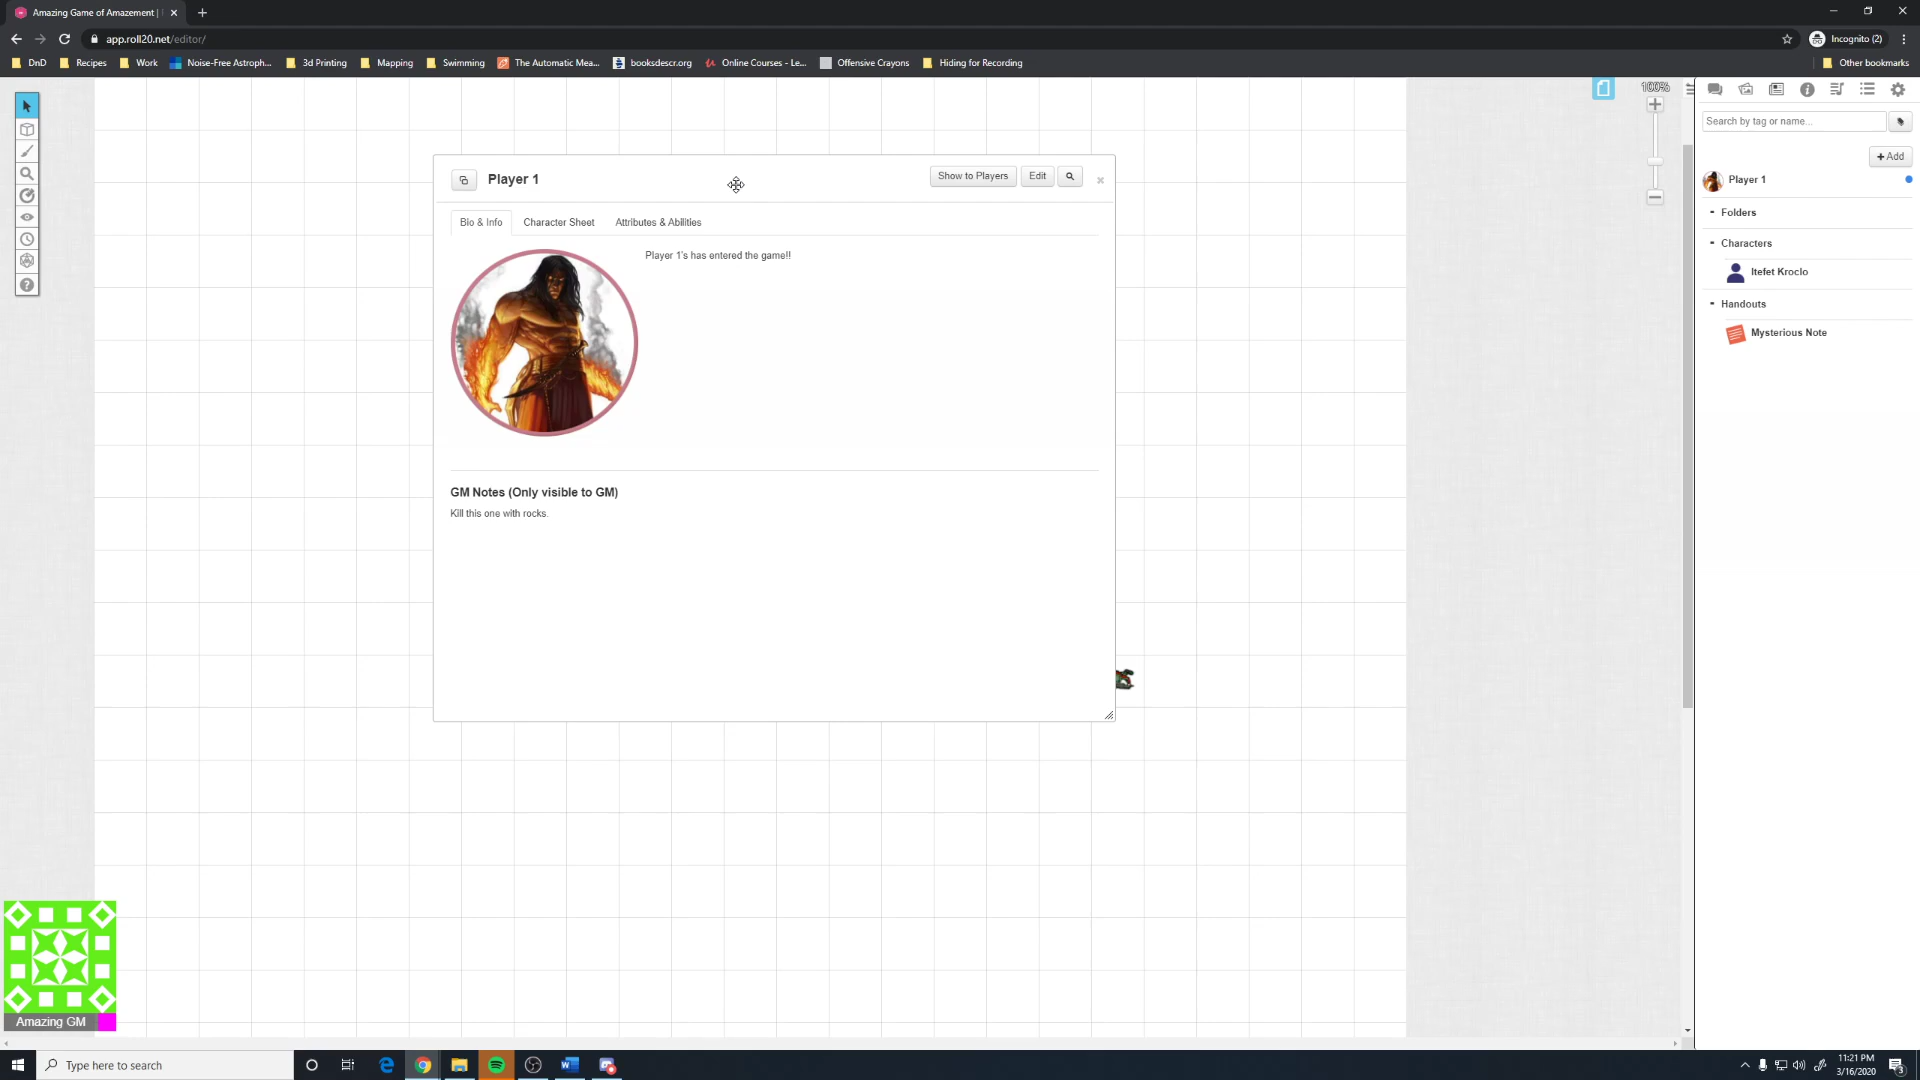 Amazing Game of Amazement |
app.roll20.net/editor/
Incognito (2)
DnD Recipes Work Noise-Free Astroph... 3d Printing Mapping Swimming The Automatic Mea... booksdescr.org Online Courses - Le... Offensive Crayons Hiding for Recording Other bookmarks
100%
Search by tag or name...
+ Add
Player 1 Show to Players Edit
Player 1
Bio & Info Character Sheet Attributes & Abilities
Folders
Player 1's has entered the game!!
Characters
Itefet Kroclo
Handouts
Mysterious Note
GM Notes (Only visible to GM)
Kill this one with rocks.
Amazing GM
Type here to search
11:21 PM
3/16/2020
3